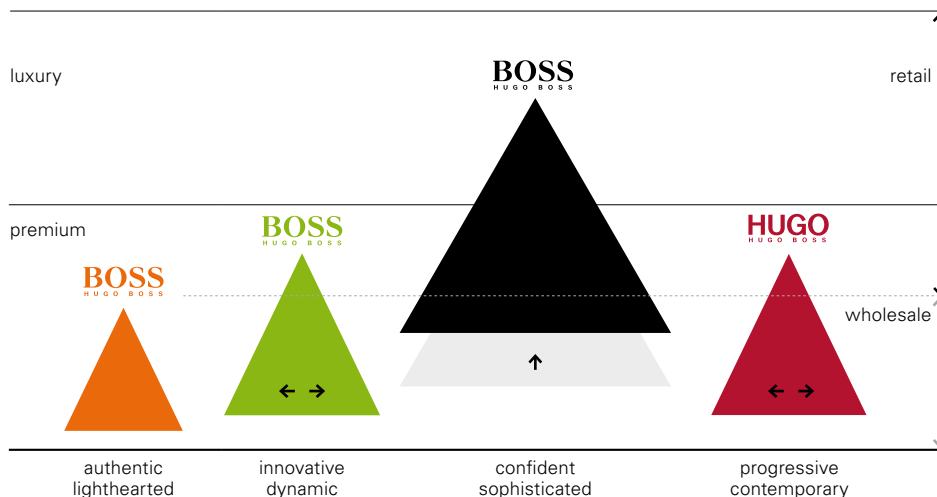 BOSS
HUGO BOSS
luxury
retail
premium
BOSS
HUGO BOSS
HUGO
HUGO BOSS
BOSS
HUGO BOSS
wholesale
authentic
lighthearted
innovative
dynamic
confident
sophisticated
progressive
contemporary